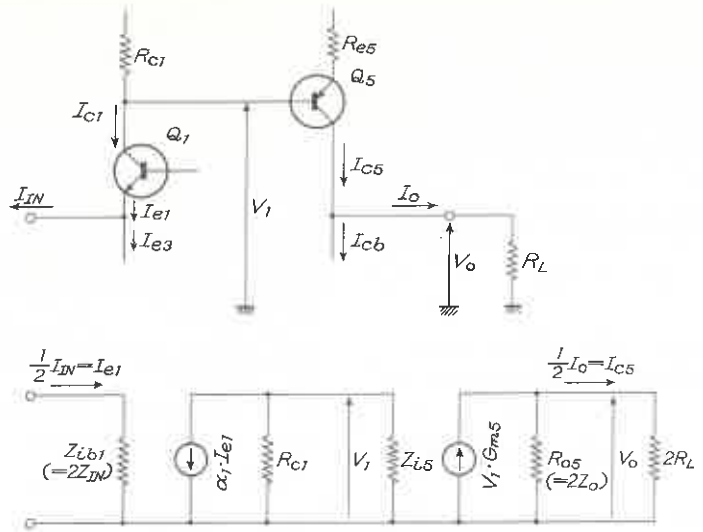 R_C1
R_e5
Q_5
I_C1
Q_1
I_C5
I_IN
I_e1
V_1
I_o
I_e3
I_cb
V_o
R_L
1/2 I_IN=I_e1
1/2 I_o=I_C5
Z_ib1
(=2Z_IN)
α_1·I_e1
R_C1
V_1
Z_i5
V_1·G_m5
R_o5
(=2Z_o)
V_o
2R_L